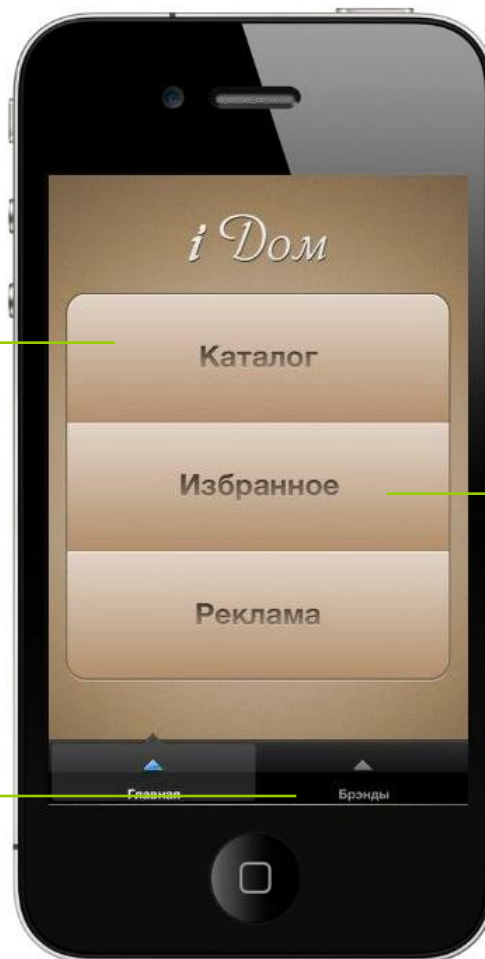 i Дом
Каталог
Избранное
Реклама
Главная
Брэнды